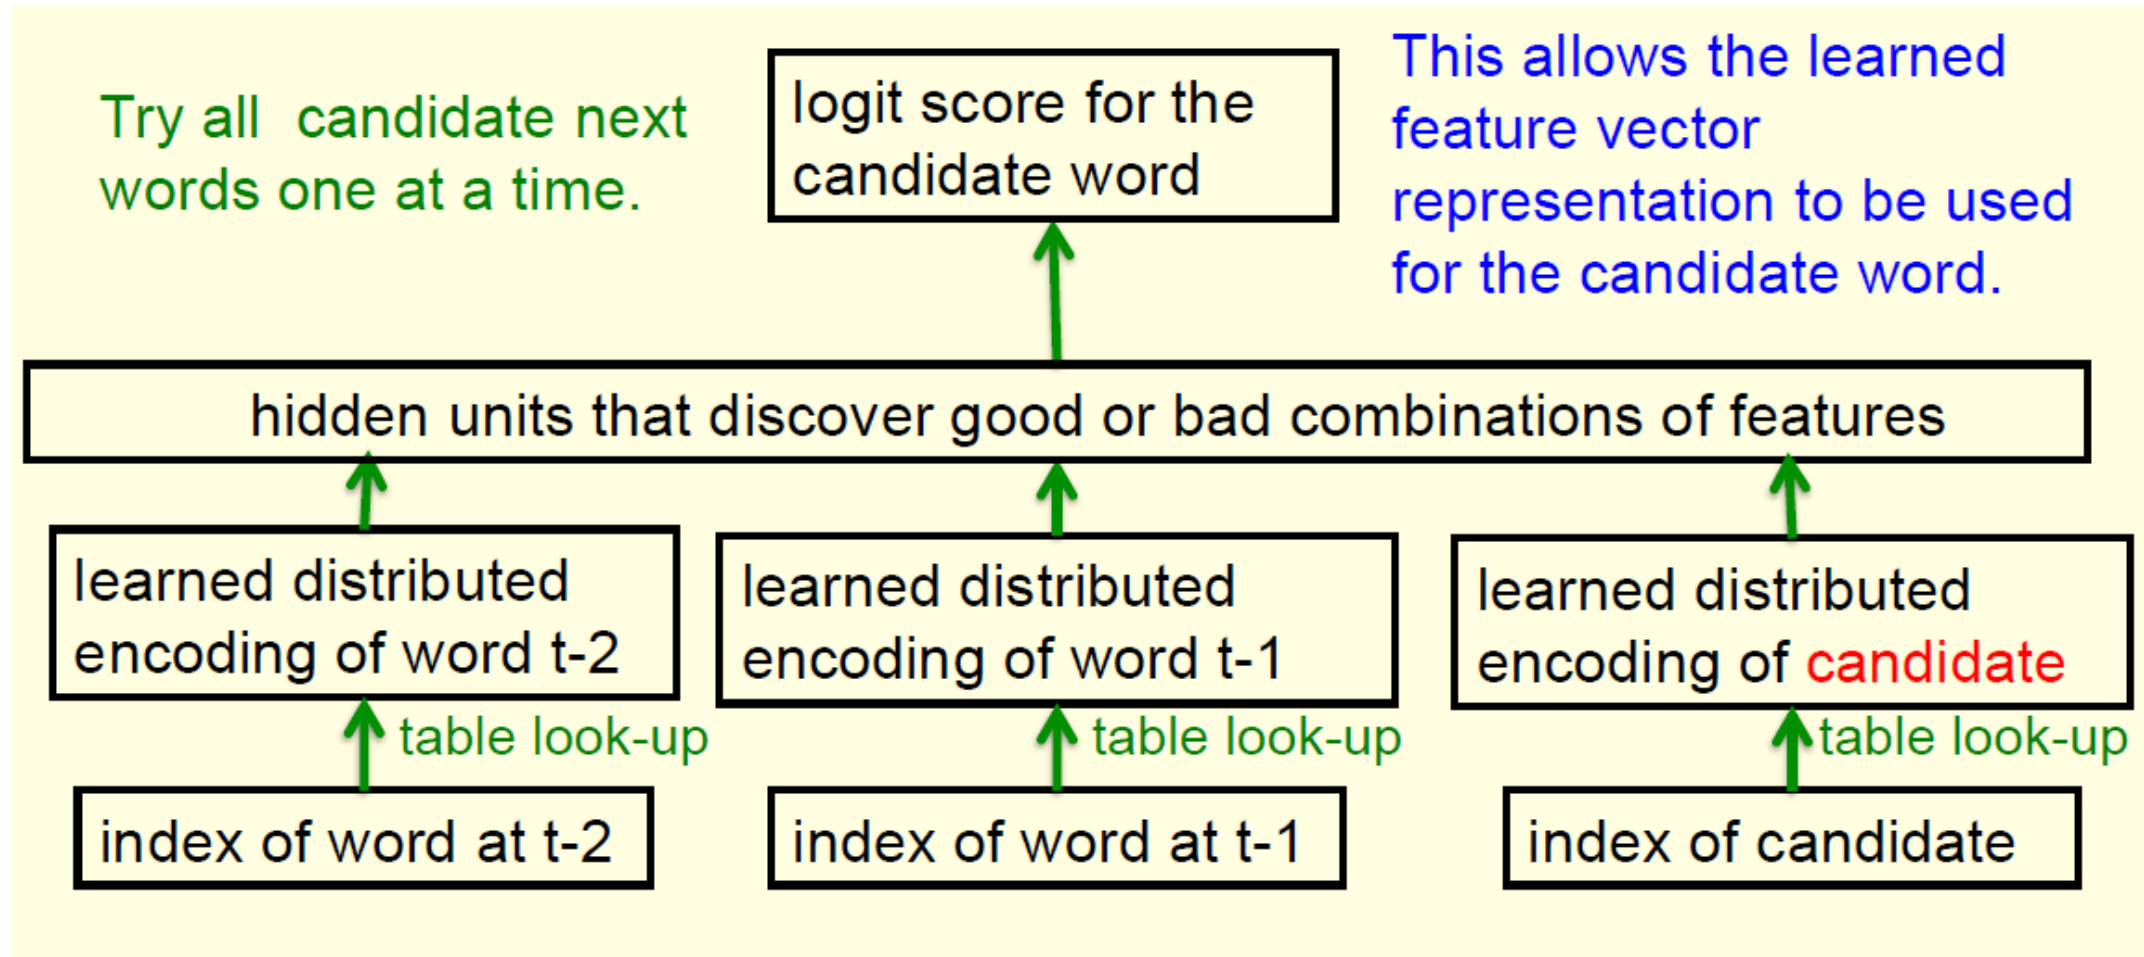 Try all  candidate next
words one at a time.
logit score for the
candidate word
This allows the learned
feature vector
representation to be used
for the candidate word.
hidden units that discover good or bad combinations of features
learned distributed
encoding of word t-2
learned distributed
encoding of word t-1
learned distributed
encoding of candidate
table look-up
table look-up
table look-up
index of word at t-2
index of word at t-1
index of candidate